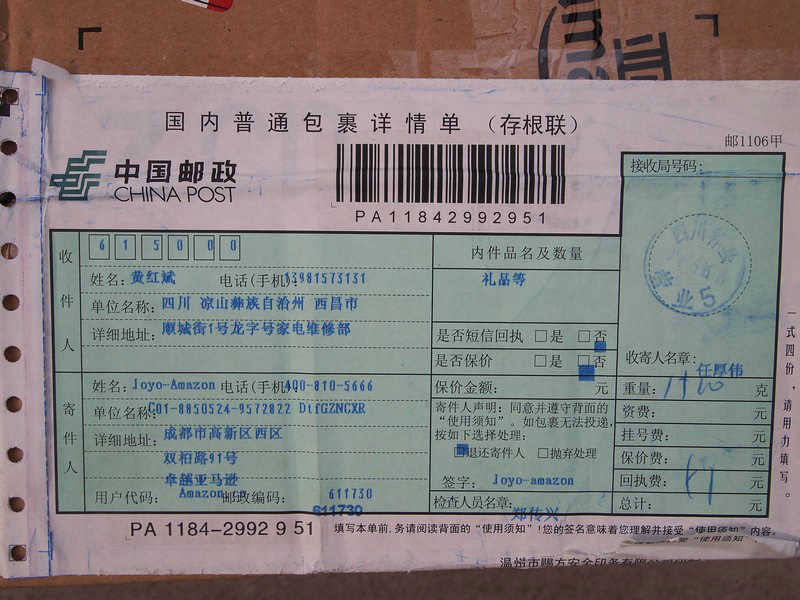 国内普通包裹详情单 (存根联)
邮1106甲
中国邮政
CHINA POST
PA11842992951
接收局号码:
收件人
615000
姓名: 黄红斌 电话(手机): 13981573131
单位名称: 四川 凉山彝族自治州 西昌市
详细地址: 顺城街1号龙字号家电维修部
内件品名及数量
礼品等
是否短信回执 □是 □否
是否保价 □是 □否
保价金额: 元
寄件人
姓名: Joyo-Amazon 电话(手机): 400-810-5666
单位名称: C01-8850524-9572822 DtfGZNCXR
详细地址: 成都市高新区西区
双柏路91号
卓越亚马逊
用户代码: Amazon.cn 邮政编码: 611730
611730
寄件人声明: 同意并遵守背面的
“使用须知”。如包裹无法投递,
按如下选择处理:
□退还寄件人 □抛弃处理
签字: Joyo-amazon
检查人员名章: 郑传兴
收寄人名章:
任厚伟
重量: 克
资费: 元
挂号费: 元
保价费: 元
回执费: 元
总计: 元
一式四份,请用力填写。
PA 1184-2992 9 51
填写本单前,务请阅读背面的“使用须知”!您的签名意味着您理解并接受“使用须知”内容。